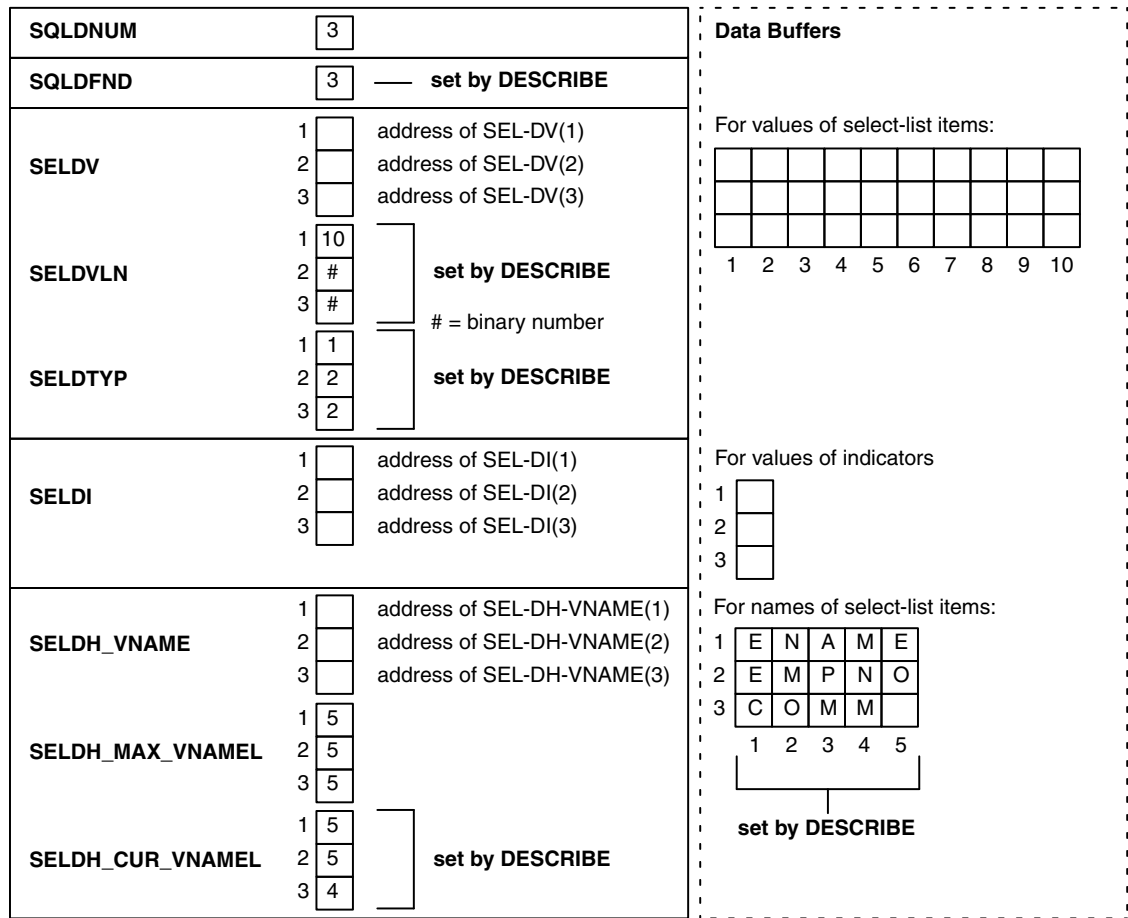 SQLDNUM 3
SQLDFND 3 set by DESCRIBE
SELDV
1 address of SEL-DV(1)
2 address of SEL-DV(2)
3 address of SEL-DV(3)
SELDVLN
1 10
2 #
3 #
set by DESCRIBE
# = binary number
SELDTYP
1 1
2 2
3 2
set by DESCRIBE
SELDI
1 address of SEL-DI(1)
2 address of SEL-DI(2)
3 address of SEL-DI(3)
SELDH_VNAME
1 address of SEL-DH-VNAME(1)
2 address of SEL-DH-VNAME(2)
3 address of SEL-DH-VNAME(3)
SELDH_MAX_VNAMEL
1 5
2 5
3 5
SELDH_CUR_VNAMEL
1 5
2 5
3 4
set by DESCRIBE
Data Buffers
For values of select-list items:
1 2 3 4 5 6 7 8 9 10
For values of indicators
1
2
3
For names of select-list items:
1 E N A M E
2 E M P N O
3 C O M M
1 2 3 4 5
set by DESCRIBE